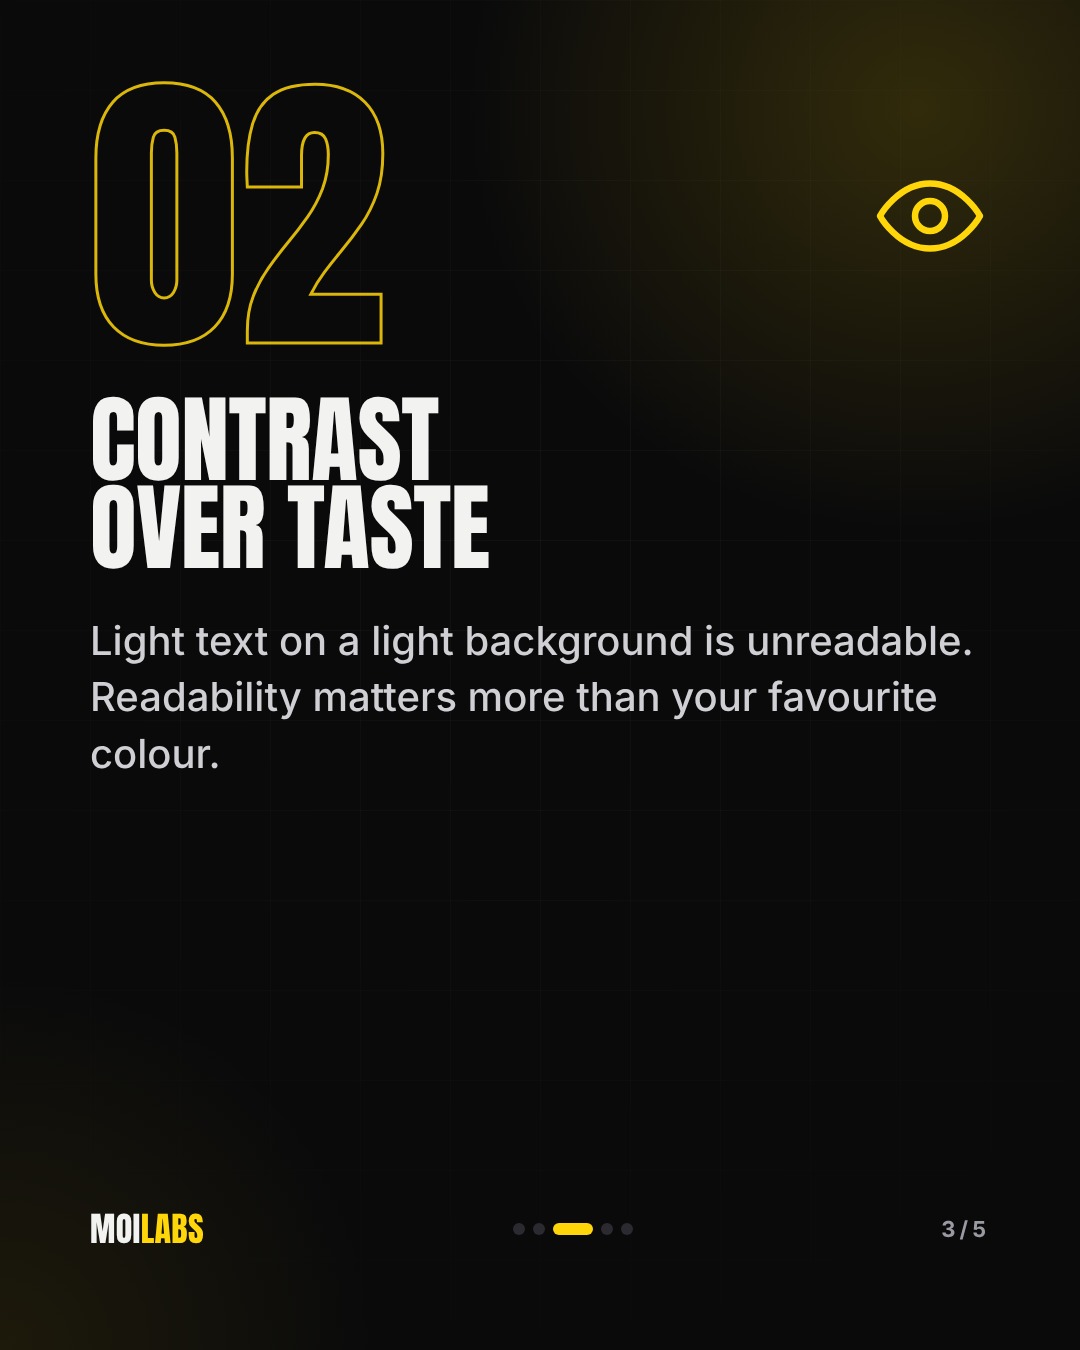 02
CONTRAST
OVER TASTE
Light text on a light background is unreadable.
Readability matters more than your favourite
colour.
MOILABS
3 / 5